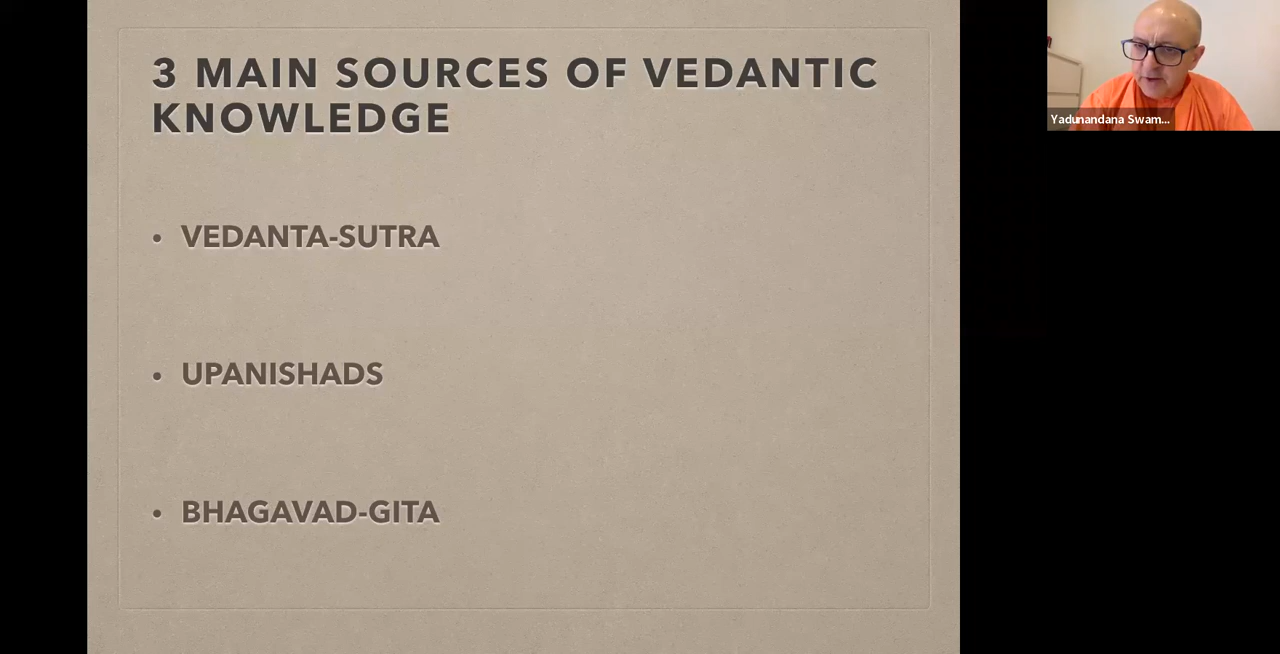 3 MAIN SOURCES OF VEDANTIC
KNOWLEDGE
• VEDANTA-SUTRA
• UPANISHADS
• BHAGAVAD-GITA
Yadunandana Swam...